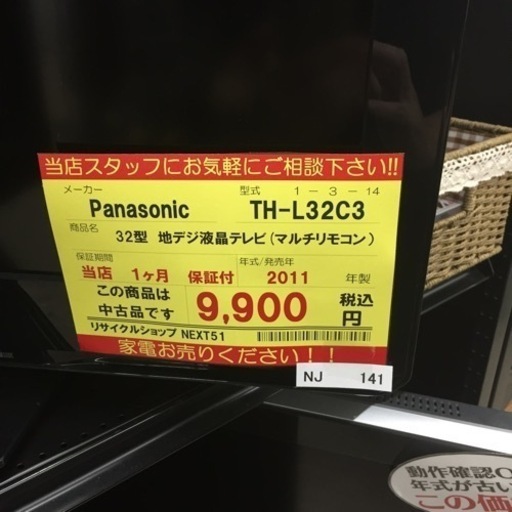 当店スタッフにお気軽にご相談下さい!!
メーカー 型式 1－3－14
Panasonic TH-L32C3
商品名 32型 地デジ液晶テレビ(マルチリモコン)
保証期間 年式/発売年
当店 1ヶ月 保証付 2011 年製
この商品は
中古品です 9,900 税込
円
リサイクルショップ NEXT51
家電お売りください！！
NJ 141
動作確認O
年式が古い
この価